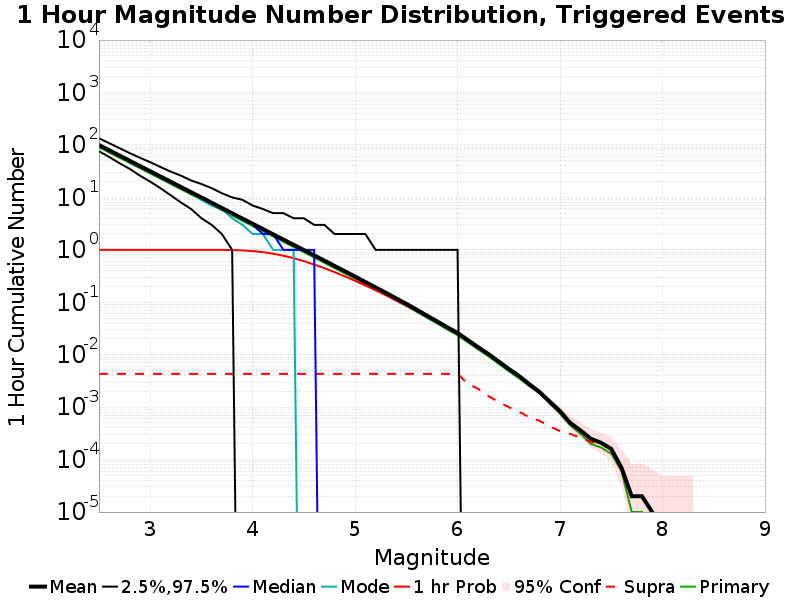 1 Hour Magnitude Number Distribution, Triggered Events
1 Hour Cumulative Number
10^4
10^3
10^2
10^1
10^0
10^-1
10^-2
10^-3
10^-4
10^-5
3 4 5 6 7 8 9
Magnitude
Mean 2.5%,97.5% Median Mode 1 hr Prob 95% Conf Supra Primary